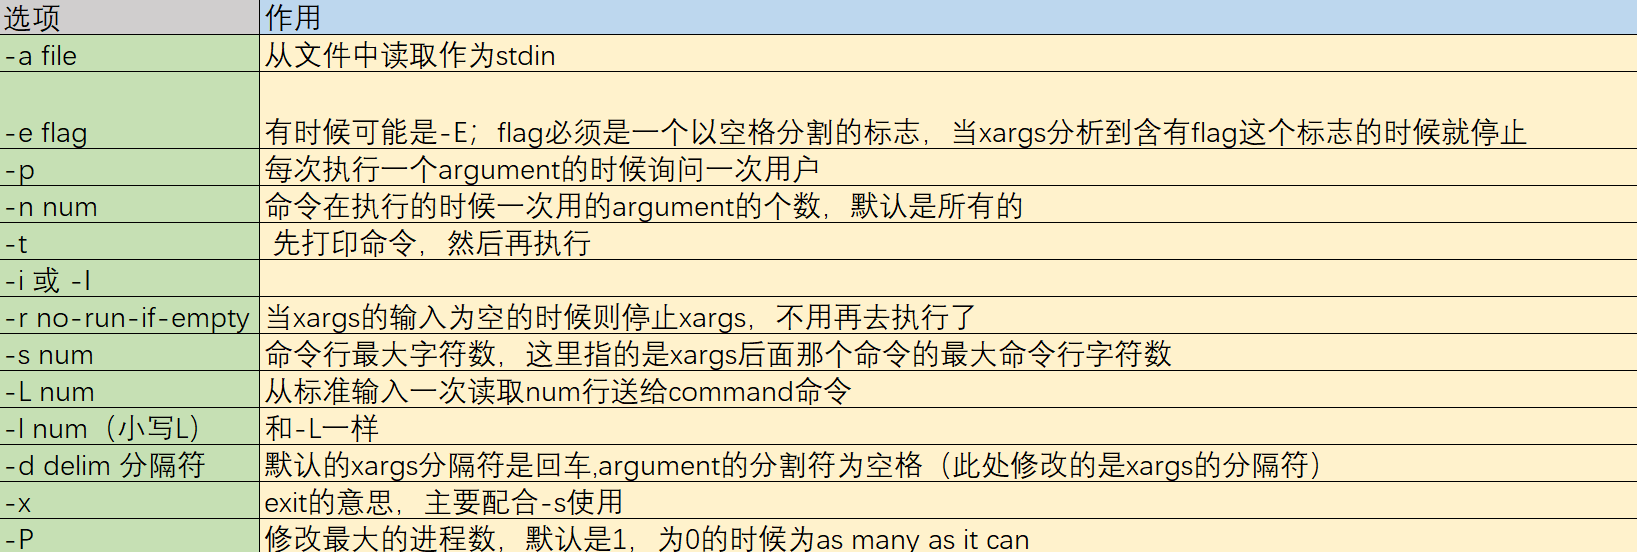 选项 作用
-a file 从文件中读取作为stdin
-e flag 有时候可能是-E；flag必须是一个以空格分割的标志，当xargs分析到含有flag这个标志的时候就停止
-p 每次执行一个argument的时候询问一次用户
-n num 命令在执行的时候一次用的argument的个数，默认是所有的
-t 先打印命令，然后再执行
-i 或 -I
-r no-run-if-empty 当xargs的输入为空的时候则停止xargs，不用再去执行了
-s num 命令行最大字符数，这里指的是xargs后面那个命令的最大命令行字符数
-L num 从标准输入一次读取num行送给command命令
-l num（小写L） 和-L一样
-d delim 分隔符 默认的xargs分隔符是回车,argument的分割符为空格（此处修改的是xargs的分隔符）
-x exit的意思，主要配合-s使用
-P 修改最大的进程数，默认是1，为0的时候为as many as it can